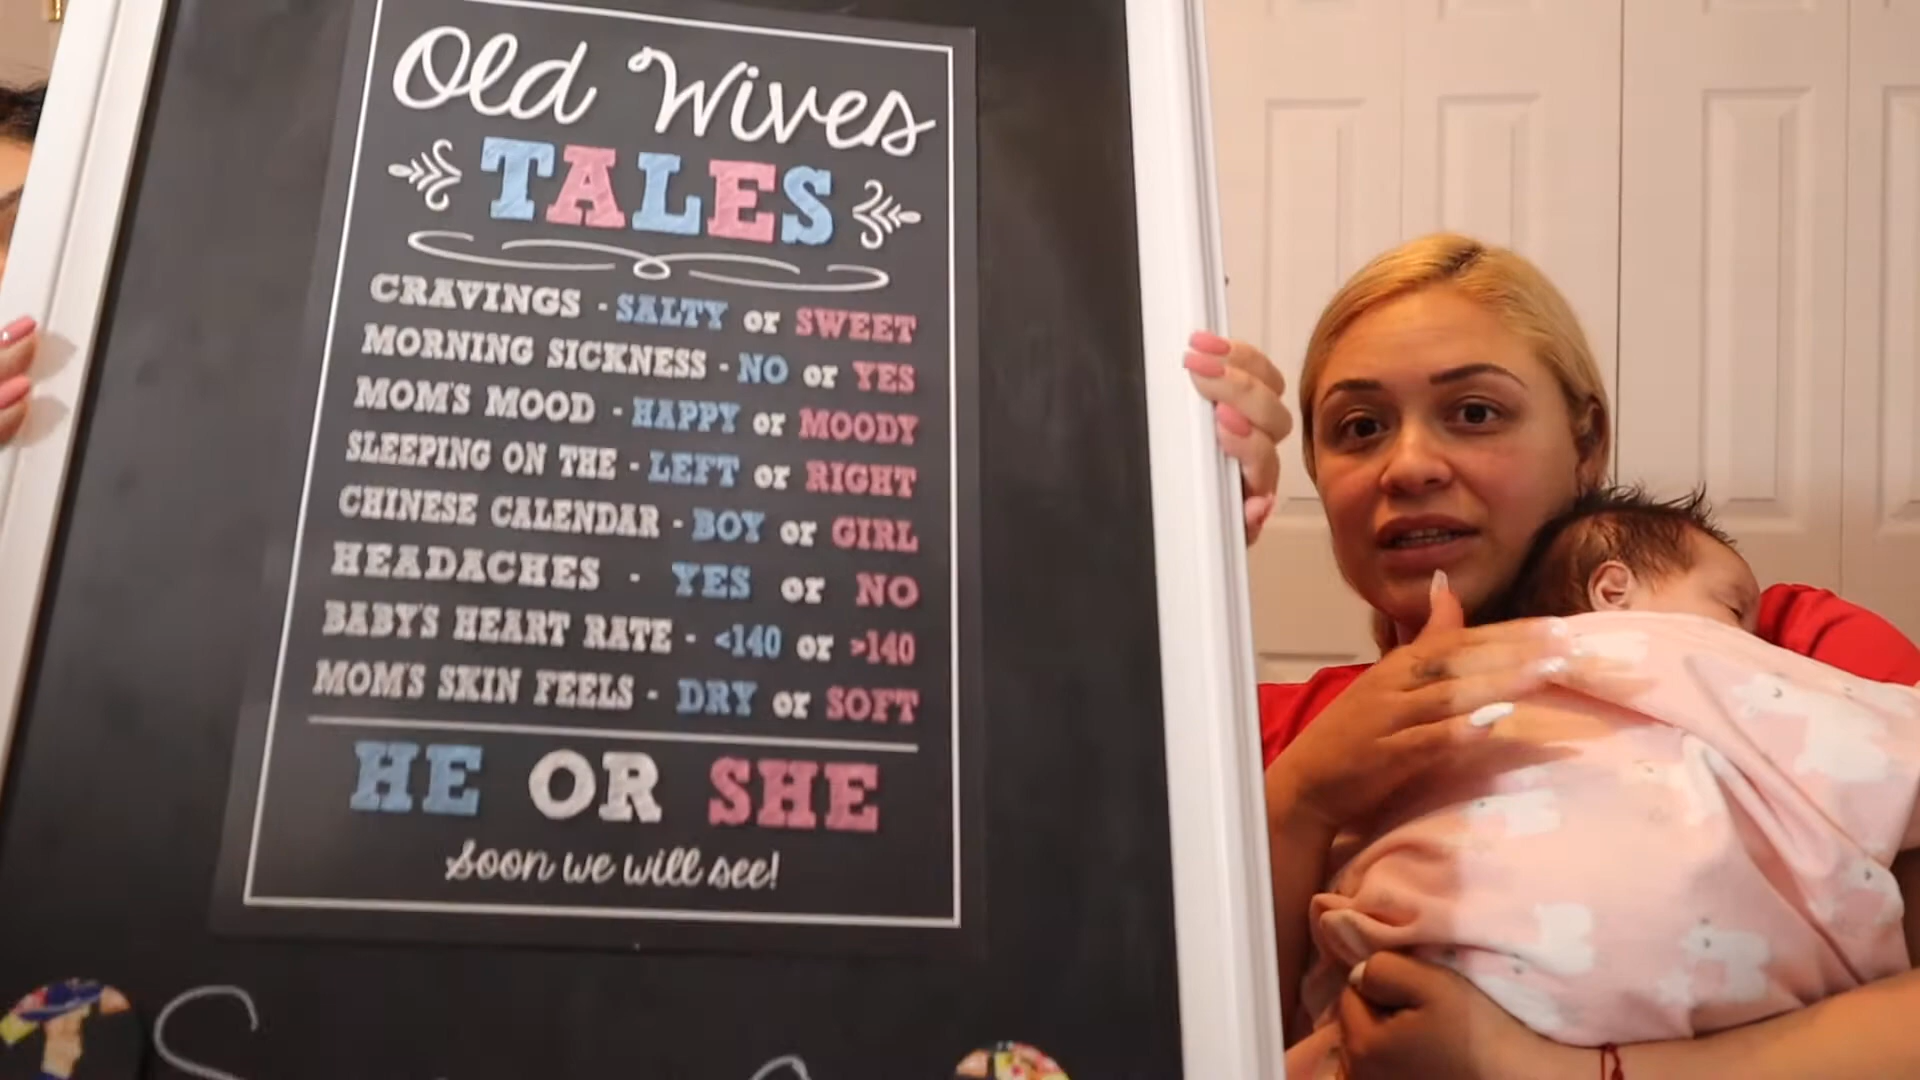 Old Wives
TALES
CRAVINGS - SALTY or SWEET
MORNING SICKNESS - NO or YES
MOM'S MOOD - HAPPY or MOODY
SLEEPING ON THE - LEFT or RIGHT
CHINESE CALENDAR - BOY or GIRL
HEADACHES - YES or NO
BABY'S HEART RATE - <140 or >140
MOM'S SKIN FEELS - DRY or SOFT
HE OR SHE
Soon we will see!